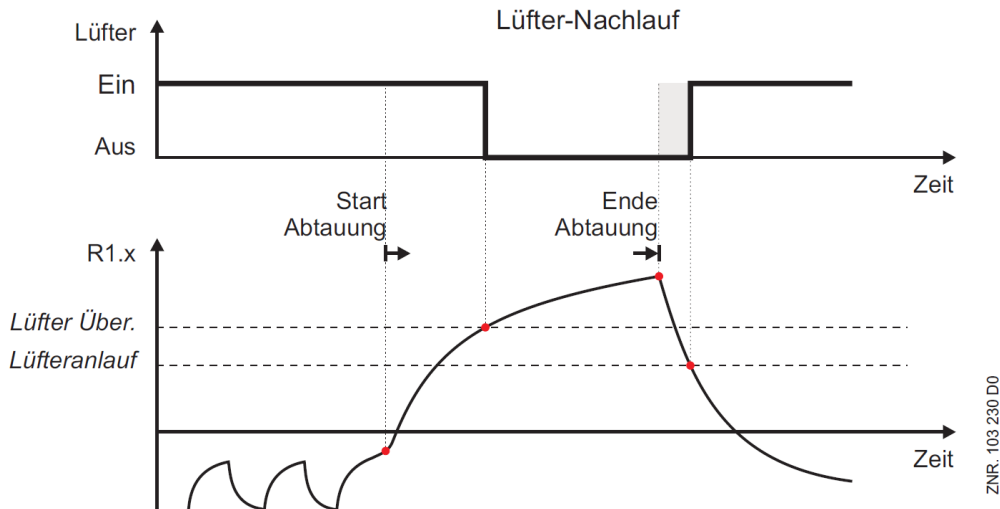 Lüfter-Nachlauf
Lüfter
Ein
Aus
Zeit
Start
Abtauung
Ende
Abtauung
R1.x
Lüfter Über.
Lüfteranlauf
Zeit
ZNR. 103 230 D0